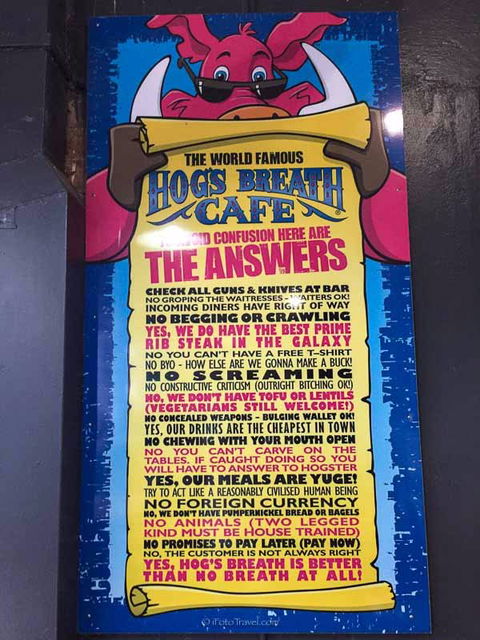 THE WORLD FAMOUS
HOG'S BREATH
CAFE®
TO AVOID CONFUSION HERE ARE
THE ANSWERS
CHECK ALL GUNS & KNIVES AT BAR
NO GROPING THE WAITRESSES - WAITERS OK!
INCOMING DINERS HAVE RIGHT OF WAY
NO BEGGING OR CRAWLING
YES, WE DO HAVE THE BEST PRIME
RIB STEAK IN THE GALAXY
NO YOU CAN'T HAVE A FREE T-SHIRT
NO BYO - HOW ELSE ARE WE GONNA MAKE A BUCK!
NO SCREAMING
NO CONSTRUCTIVE CRITICISM (OUTRIGHT BITCHING OK!)
NO, WE DON'T HAVE TOFU OR LENTILS
(VEGETARIANS STILL WELCOME!)
NO CONCEALED WEAPONS - BULGING WALLET OK!
YES, OUR DRINKS ARE THE CHEAPEST IN TOWN
NO CHEWING WITH YOUR MOUTH OPEN
NO YOU CAN'T CARVE ON THE
TABLES. IF CAUGHT DOING SO YOU
WILL HAVE TO ANSWER TO HOGSTER
YES, OUR MEALS ARE YUGE!
TRY TO ACT LIKE A REASONABLY CIVILISED HUMAN BEING
NO FOREIGN CURRENCY
NO, WE DON'T HAVE PUMPERNICKEL BREAD OR BAGELS
NO ANIMALS (TWO LEGGED
KIND MUST BE HOUSE TRAINED)
NO PROMISES TO PAY LATER (PAY NOW)
NO, THE CUSTOMER IS NOT ALWAYS RIGHT
YES, HOG'S BREATH IS BETTER
THAN NO BREATH AT ALL!
© iFotoTravel.com